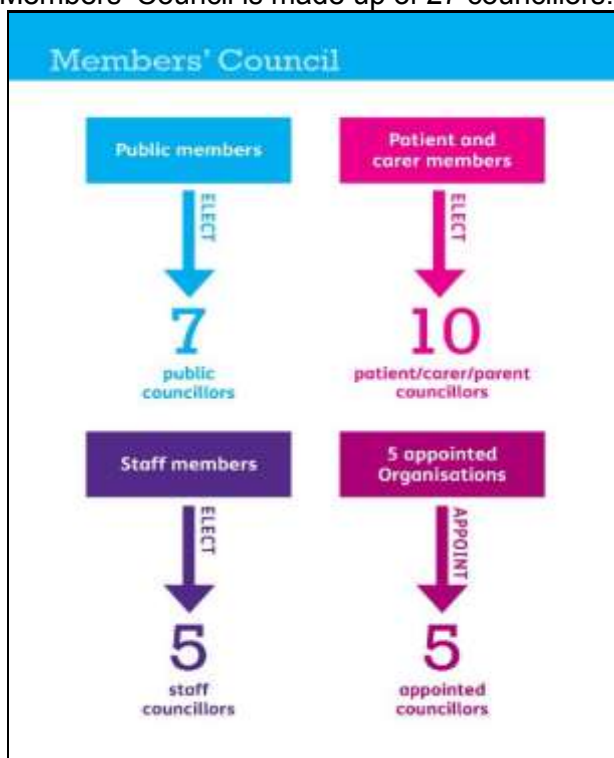 Members' Council is made up of 27 councillors.
Members' Council
Public members
ELECT
7
public
councillors
Patient and
carer members
ELECT
10
patient/carer/parent
councillors
Staff members
ELECT
5
staff
councillors
5 appointed
Organisations
APPOINT
5
appointed
councillors